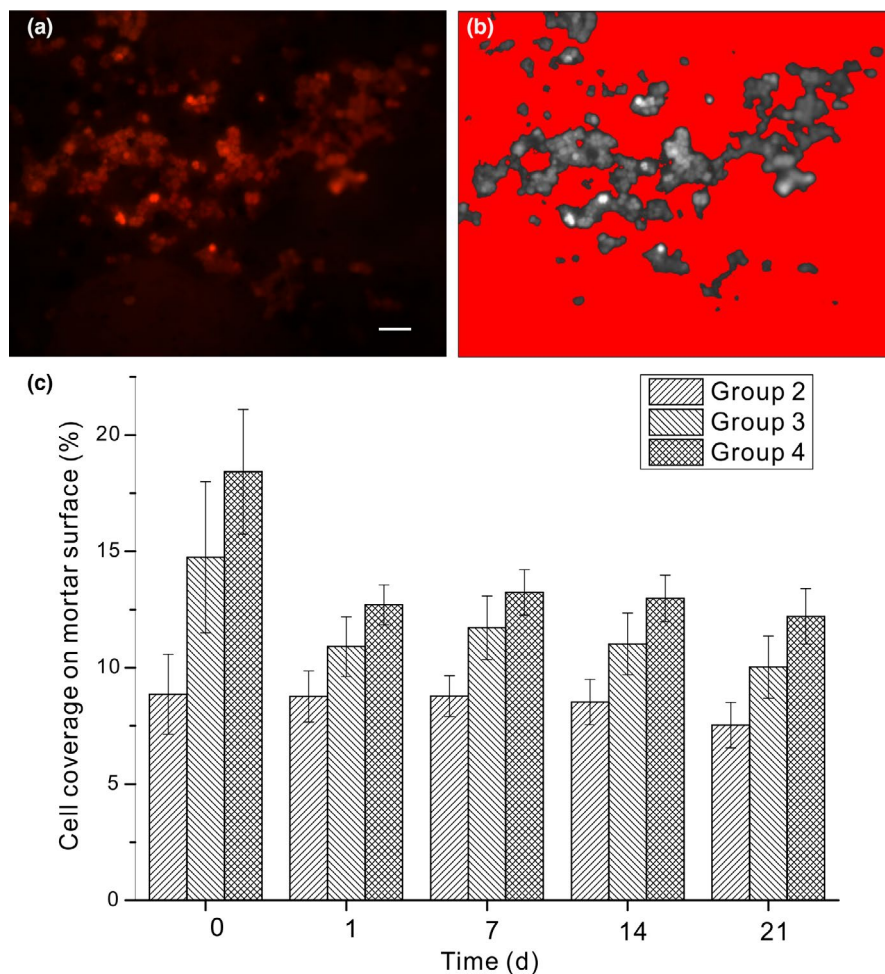 (a)
(b)
(c)
Group 2
Group 3
Group 4
Cell coverage on mortar surface (%)
20
15
10
5
0
0 1 7 14 21
Time (d)